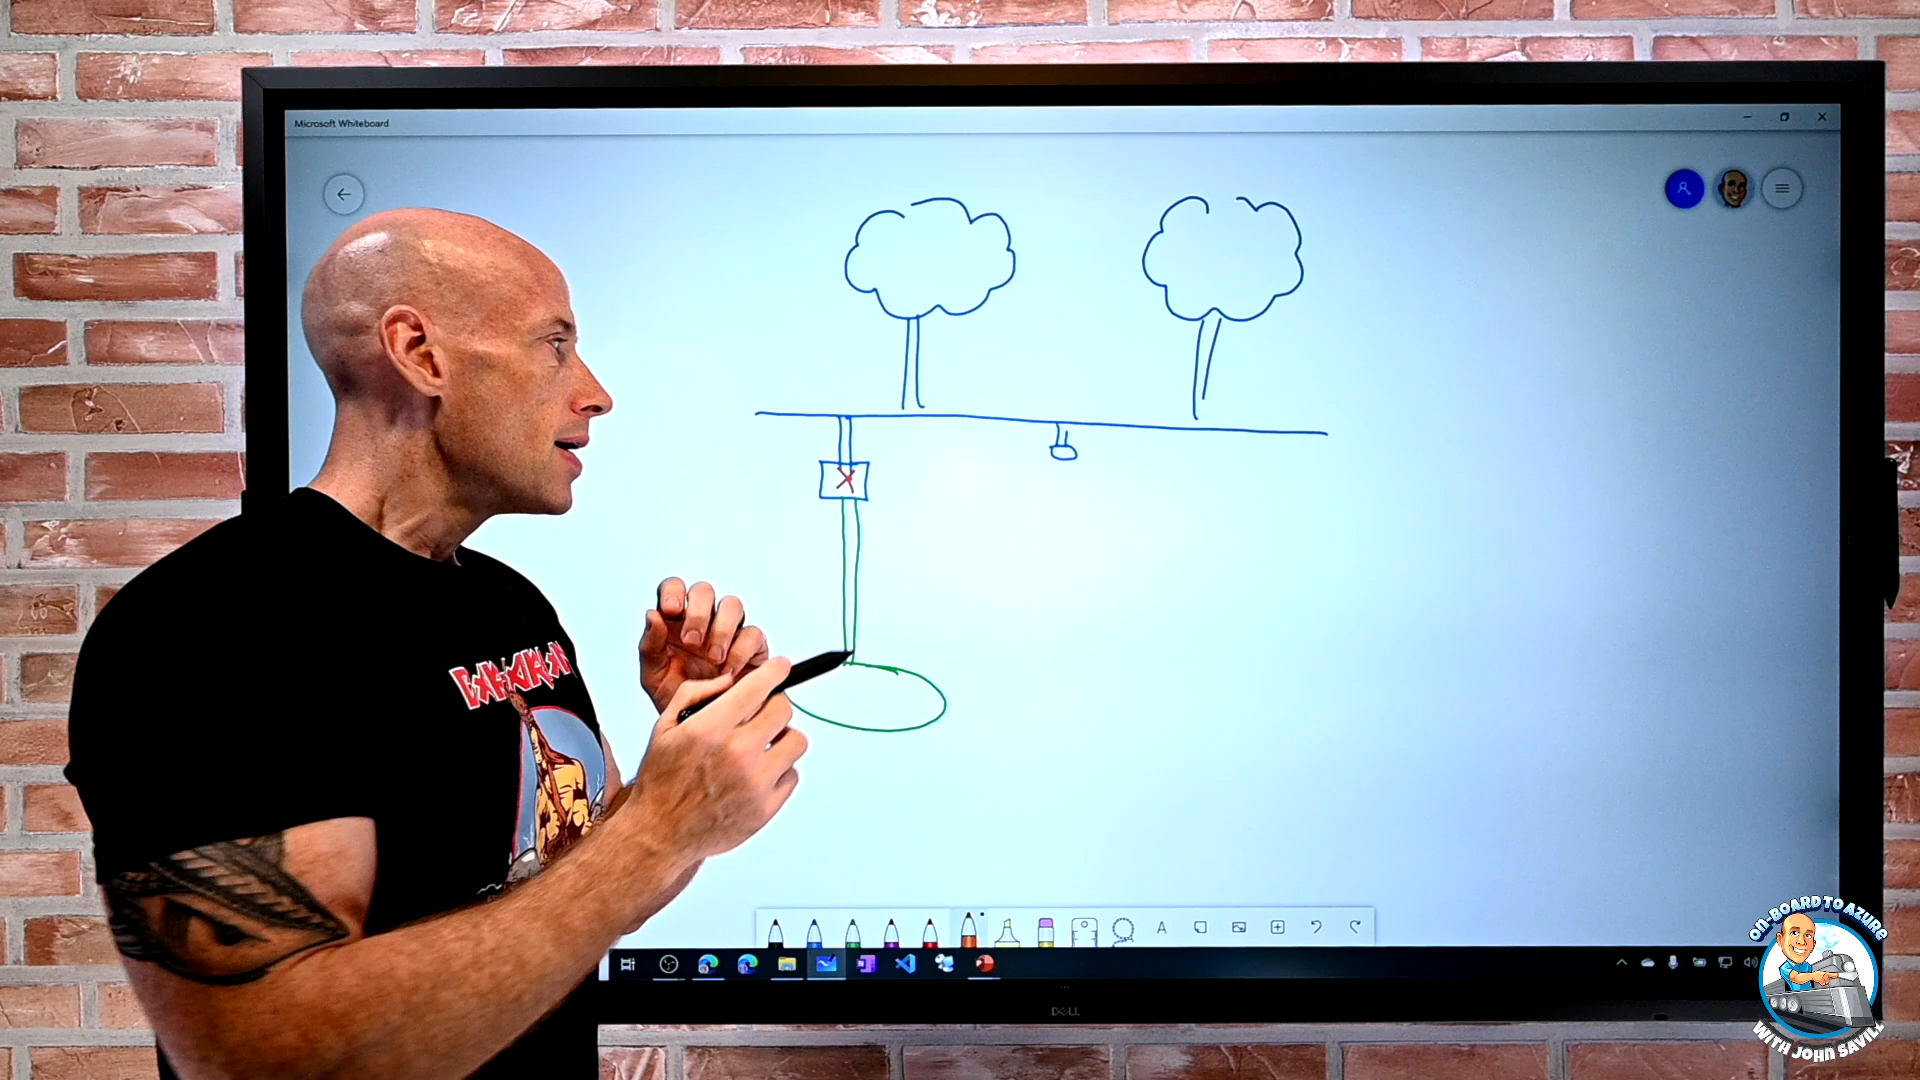 Microsoft Whiteboard
X
A
DELL
ON-BOARD TO AZURE
WITH JOHN SAVILL